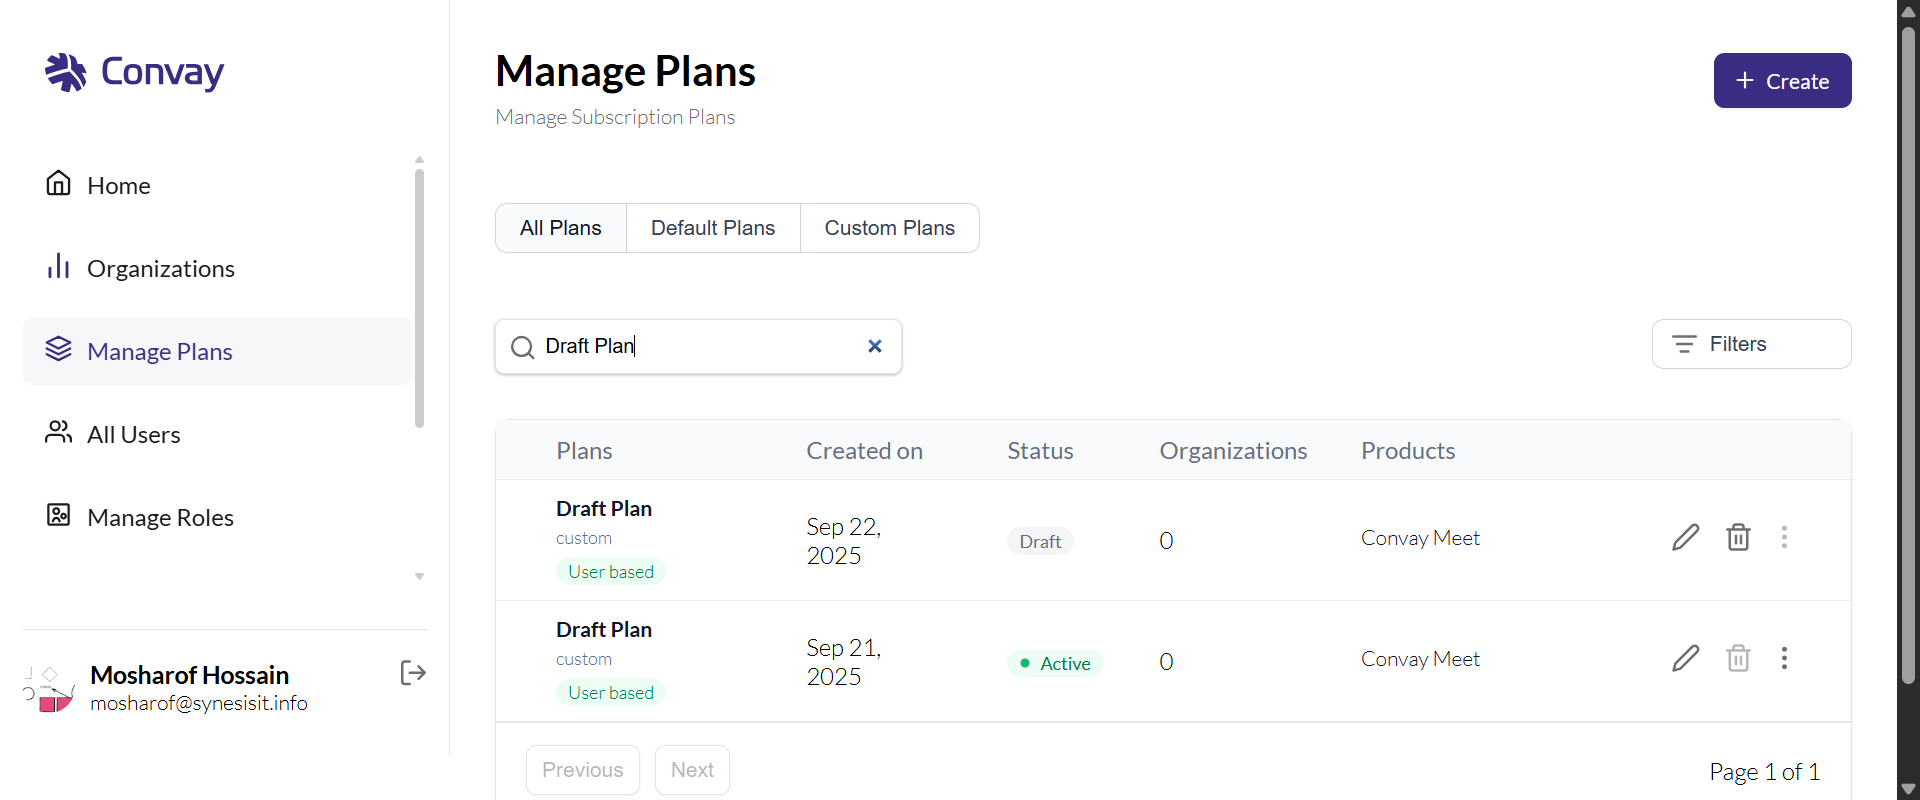 Convay
Home
Organizations
Manage Plans
All Users
Manage Roles
Mosharof Hossain
mosharof@synesisit.info
Manage Plans
Manage Subscription Plans
+ Create
All Plans
Default Plans
Custom Plans
Draft Plan
Filters
Plans Created on Status Organizations Products
Draft Plan
custom
User based
Sep 22,
2025
Draft
0
Convay Meet
Draft Plan
custom
User based
Sep 21,
2025
Active
0
Convay Meet
Previous
Next
Page 1 of 1